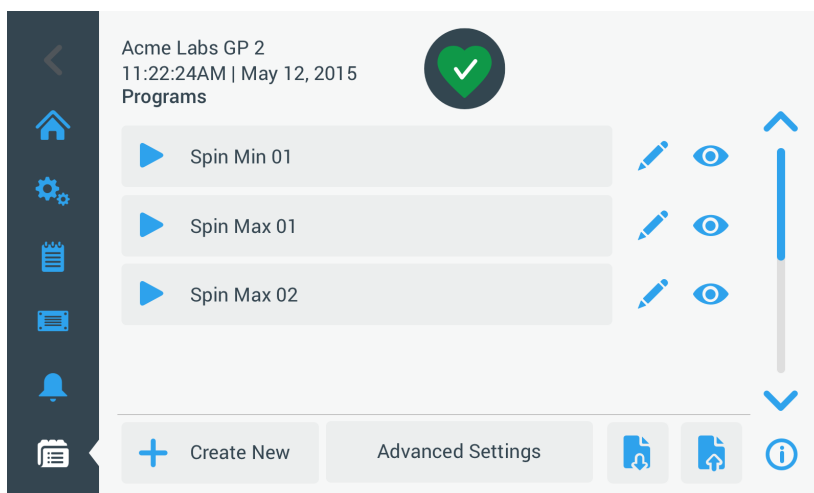 Acme Labs GP 2
11:22:24AM | May 12, 2015
Programs
Spin Min 01
Spin Max 01
Spin Max 02
Create New
Advanced Settings